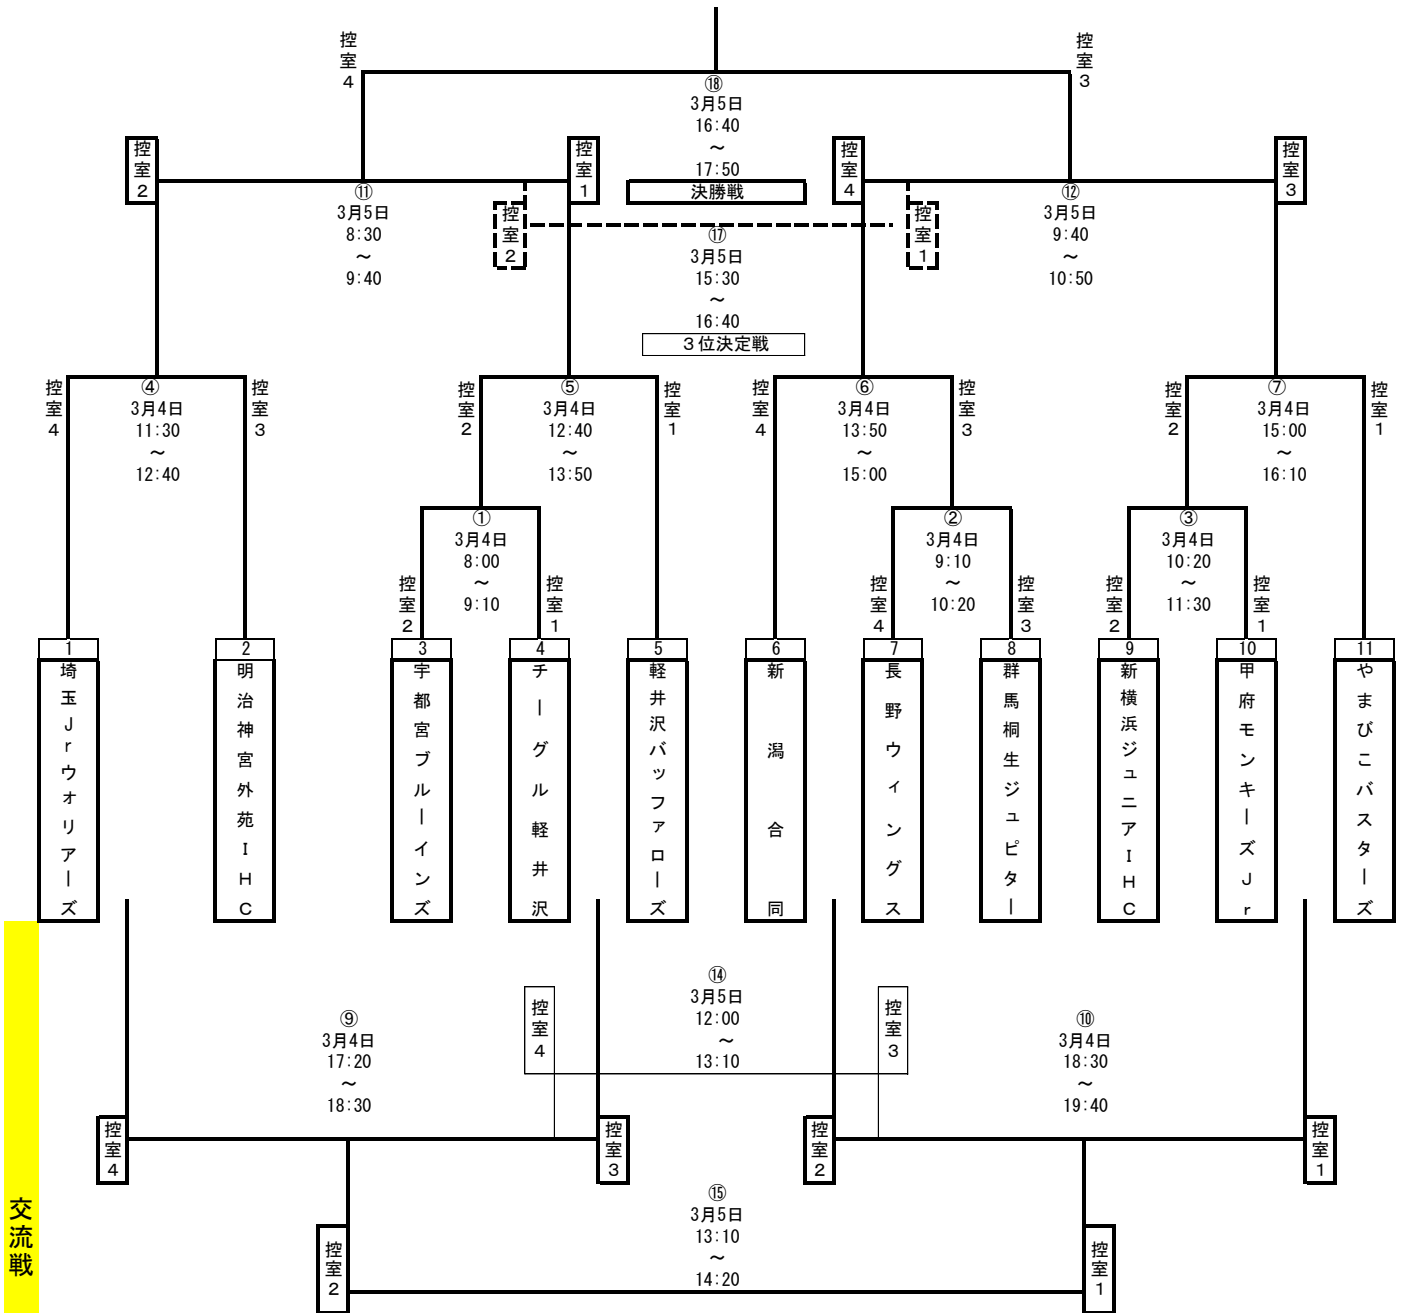 控室4
控室3
⑱
3月5日
16:40
～
17:50
決勝戦
控室2
控室1
控室4
控室3
⑪
3月5日
8:30
～
9:40
⑫
3月5日
9:40
～
10:50
控室2
控室1
⑰
3月5日
15:30
～
16:40
３位決定戦
控室4
④
3月4日
11:30
～
12:40
控室3
控室2
⑤
3月4日
12:40
～
13:50
控室1
控室4
⑥
3月4日
13:50
～
15:00
控室3
控室2
⑦
3月4日
15:00
～
16:10
控室1
控室2
①
3月4日
8:00
～
9:10
控室1
控室4
②
3月4日
9:10
～
10:20
控室3
控室2
③
3月4日
10:20
～
11:30
控室1
1
埼玉Jrウォリアーズ
2
明治神宮外苑IHC
3
宇都宮ブルーインズ
4
チーグル軽井沢
5
軽井沢バッファローズ
6
新潟合同
7
長野ウィングス
8
群馬桐生ジュピター
9
新横浜ジュニアIHC
10
甲府モンキーズJr
11
やまびこバスターズ
⑭
3月5日
12:00
～
13:10
控室4
控室3
⑨
3月4日
17:20
～
18:30
⑩
3月4日
18:30
～
19:40
控室4
控室3
控室2
控室1
⑮
3月5日
13:10
～
14:20
控室2
控室1
交流戦